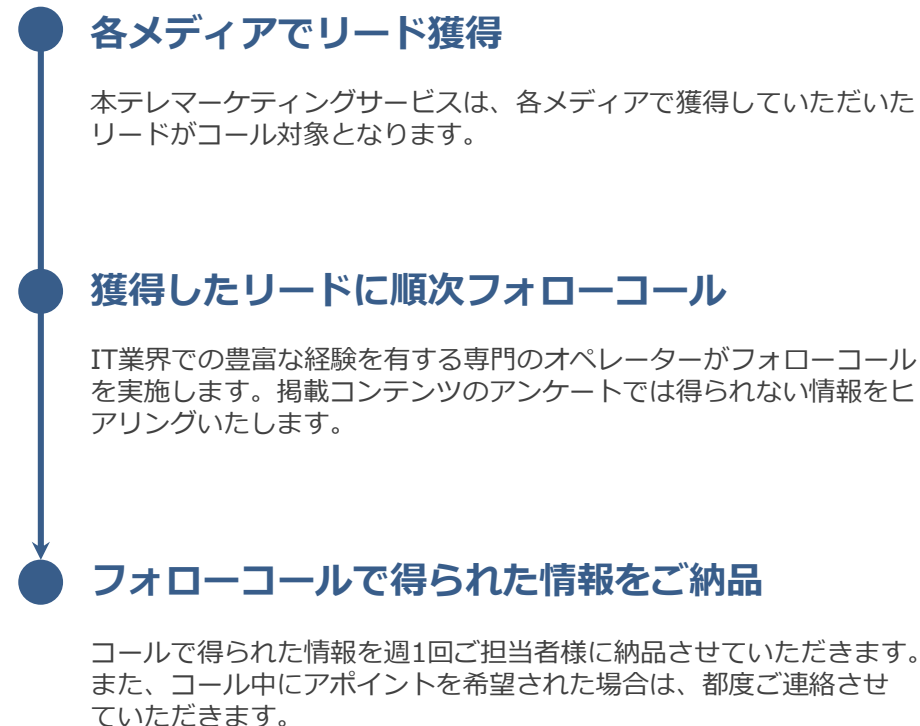 各メディアでリード獲得
本テレマーケティングサービスは、各メディアで獲得していただいた
リードがコール対象となります。
獲得したリードに順次フォローコール
IT業界での豊富な経験を有する専門のオペレーターがフォローコール
を実施します。掲載コンテンツのアンケートでは得られない情報をヒ
アリングいたします。
フォローコールで得られた情報をご納品
コールで得られた情報を週1回ご担当者様に納品させていただきます。
また、コール中にアポイントを希望された場合は、都度ご連絡させ
ていただきます。